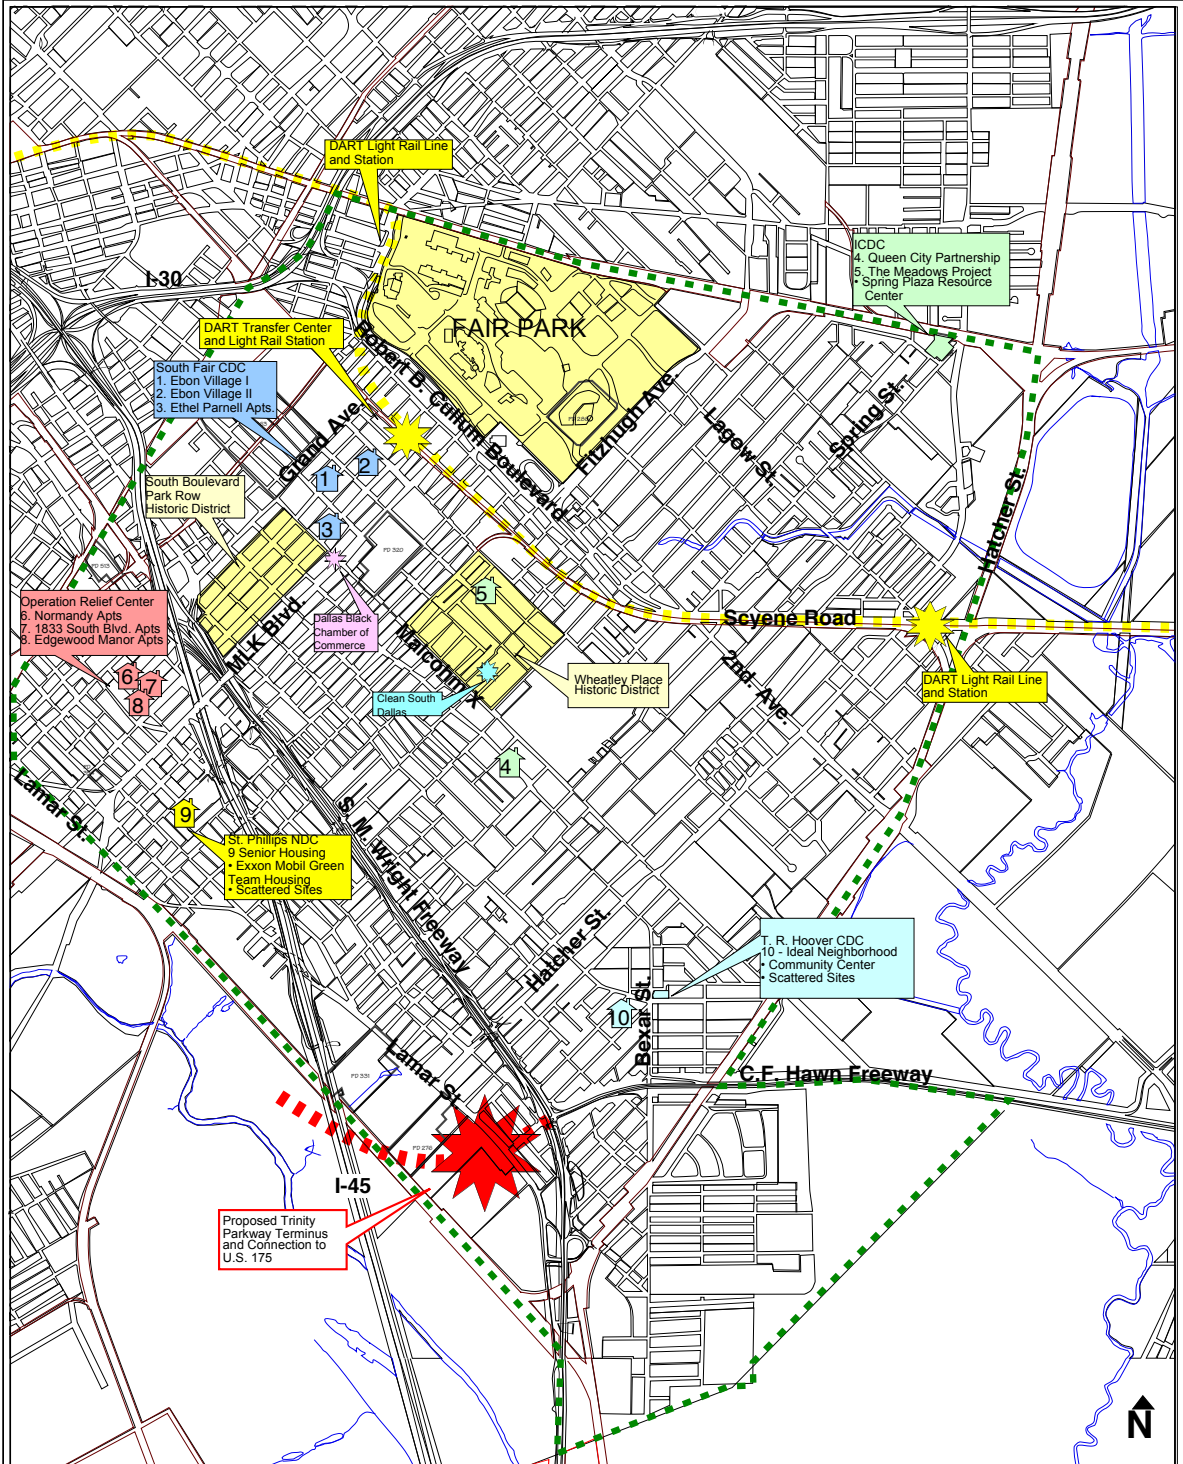 DART Light Rail Line
and Station
ICDC
4. Queen City Partnership
5. The Meadows Project
• Spring Plaza Resource
Center
I-30
DART Transfer Center
and Light Rail Station
FAIR PARK
South Fair CDC
1. Ebon Village I
2. Ebon Village II
3. Ethel Parnell Apts.
Robert B. Cullum Boulevard
Fitzhugh Ave.
Lagow St.
Spring St.
Grand Ave.
1
2
3
South Boulevard
Park Row
Historic District
Hatcher St.
PD 320
PD 513
Operation Relief Center
6. Normandy Apts
7. 1833 South Blvd. Apts
8. Edgewood Manor Apts
5
Dallas Black
Chamber of
Commerce
MLK Blvd.
Malcolm X
Scyene Road
Wheatley Place
Historic District
2nd. Ave.
DART Light Rail Line
and Station
6
7
8
Clean South
Dallas
4
Lamar St.
9
St. Phillips NDC
9 Senior Housing
• Exxon Mobil Green
Team Housing
• Scattered Sites
S. M. Wright Freeway
Hatcher St.
T. R. Hoover CDC
10 - Ideal Neighborhood
• Community Center
• Scattered Sites
10
Bexar St.
Lamar St.
C.F. Hawn Freeway
PD 331
PD 276
I-45
Proposed Trinity
Parkway Terminus
and Connection to
U.S. 175
N